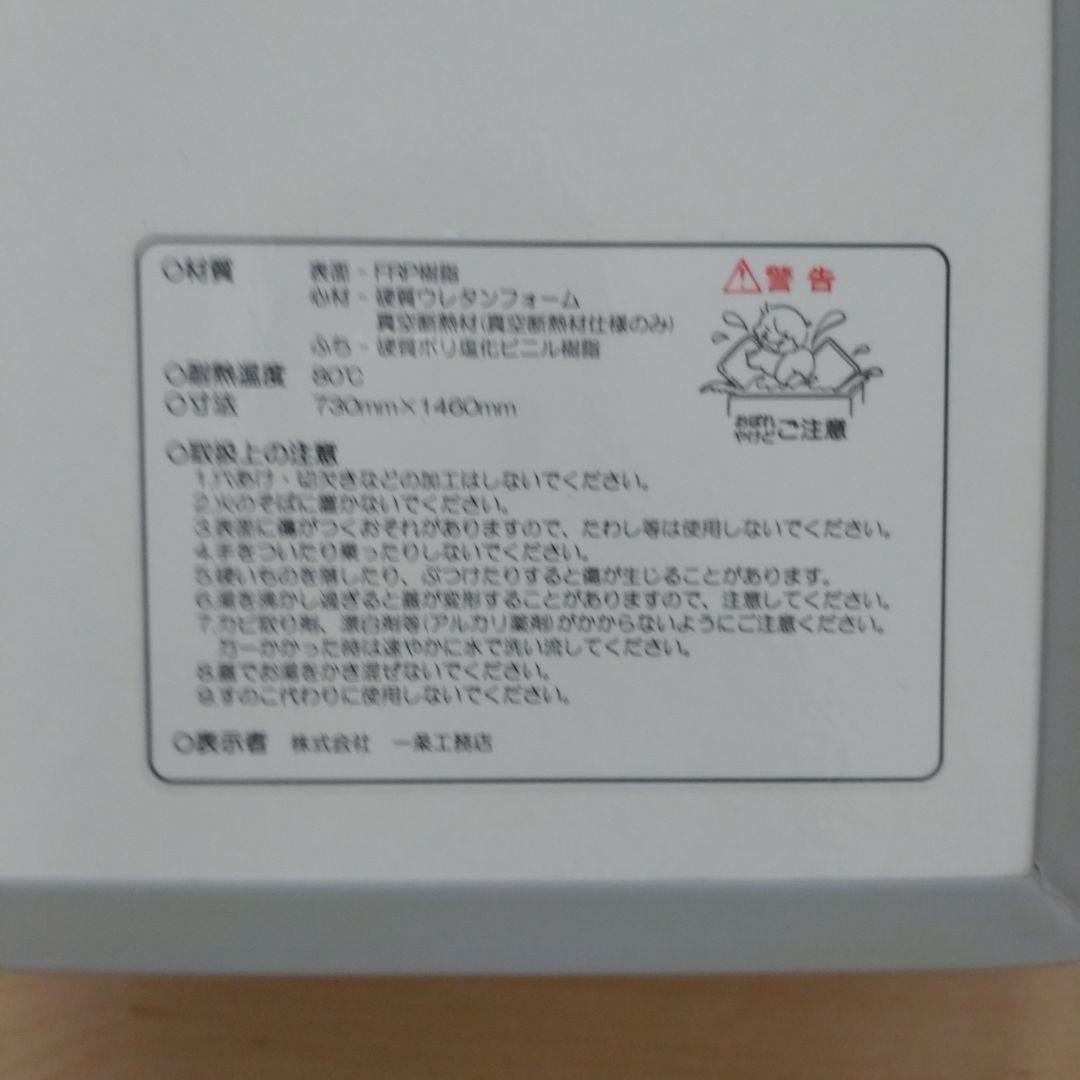 ○材質 表面 - FRP樹脂
心材 - 硬質ウレタンフォーム
真空断熱材(真空断熱材仕様のみ)
ふち - 硬質ポリ塩化ビニル樹脂
○耐熱温度 80℃
○寸法 730mm×1460mm
⚠警告
おぼれ
やけど ご注意
○取扱上の注意
1.穴あけ・切欠きなどの加工はしないでください。
2.火のそばに置かないでください。
3.表面に傷がつくおそれがありますので、たわし等は使用しないでください。
4.手をついたり乗ったりしないでください。
5.硬いものを落したり、ぶつけたりすると傷が生じることがあります。
6.湯を沸かし過ぎると蓋が変形することがありますので、注意してください。
7.カビ取り剤、漂白剤等(アルカリ薬剤)がかからないようにご注意ください。
万一かかった時は速やかに水で洗い流してください。
8.蓋でお湯をかき混ぜないでください。
9.すのこ代わりに使用しないでください。
○表示者 株式会社 一条工務店